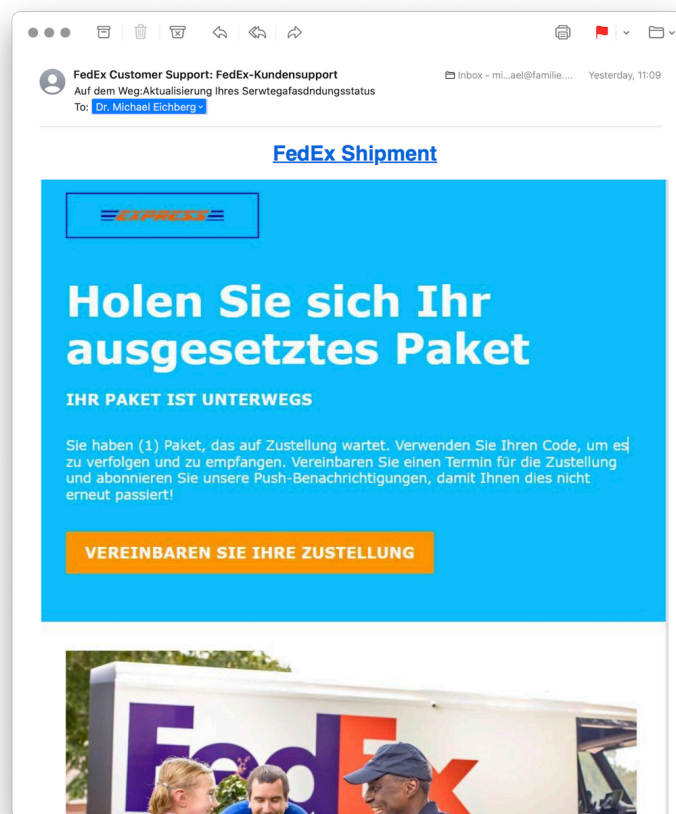 FedEx Customer Support: FedEx-Kundensupport
Inbox - mi...ael@familie....
Yesterday, 11:09
Auf dem Weg:Aktualisierung Ihres Serwtegafasdndungsstatus
To: Dr. Michael Eichberg
FedEx Shipment
EXPRESS
Holen Sie sich Ihr
ausgesetztes Paket
IHR PAKET IST UNTERWEGS
Sie haben (1) Paket, das auf Zustellung wartet. Verwenden Sie Ihren Code, um es
zu verfolgen und zu empfangen. Vereinbaren Sie einen Termin für die Zustellung
und abonnieren Sie unsere Push-Benachrichtigungen, damit Ihnen dies nicht
erneut passiert!
VEREINBAREN SIE IHRE ZUSTELLUNG
FedEx